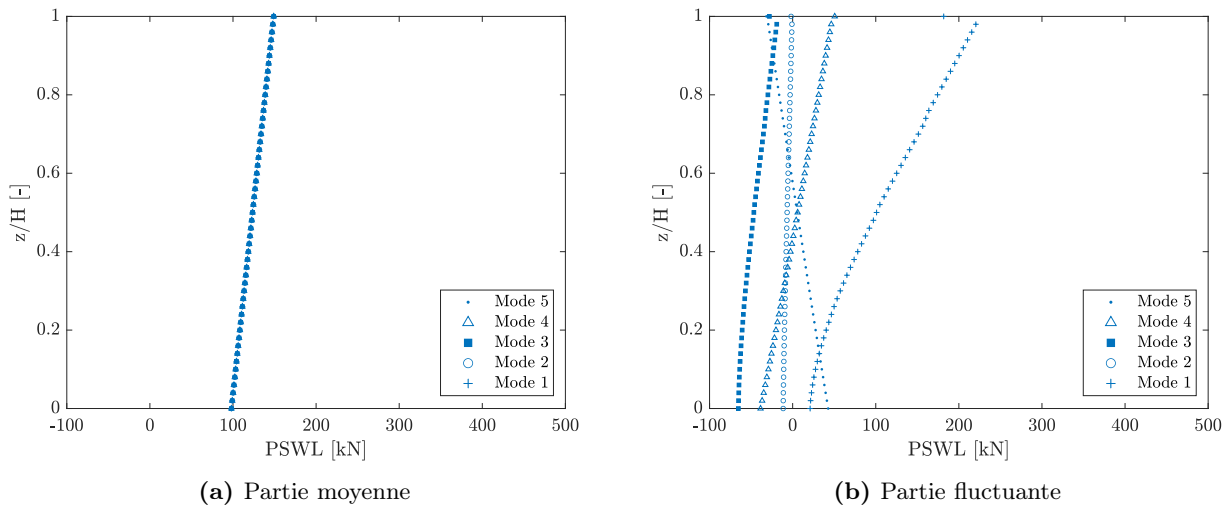 1
0.8
0.6
0.4
0.2
0
z/H [-]
-100 0 100 200 300 400 500
PSWL [kN]
Mode 5
Mode 4
Mode 3
Mode 2
Mode 1
(a) Partie moyenne
1
0.8
0.6
0.4
0.2
0
z/H [-]
-100 0 100 200 300 400 500
PSWL [kN]
Mode 5
Mode 4
Mode 3
Mode 2
Mode 1
(b) Partie fluctuante